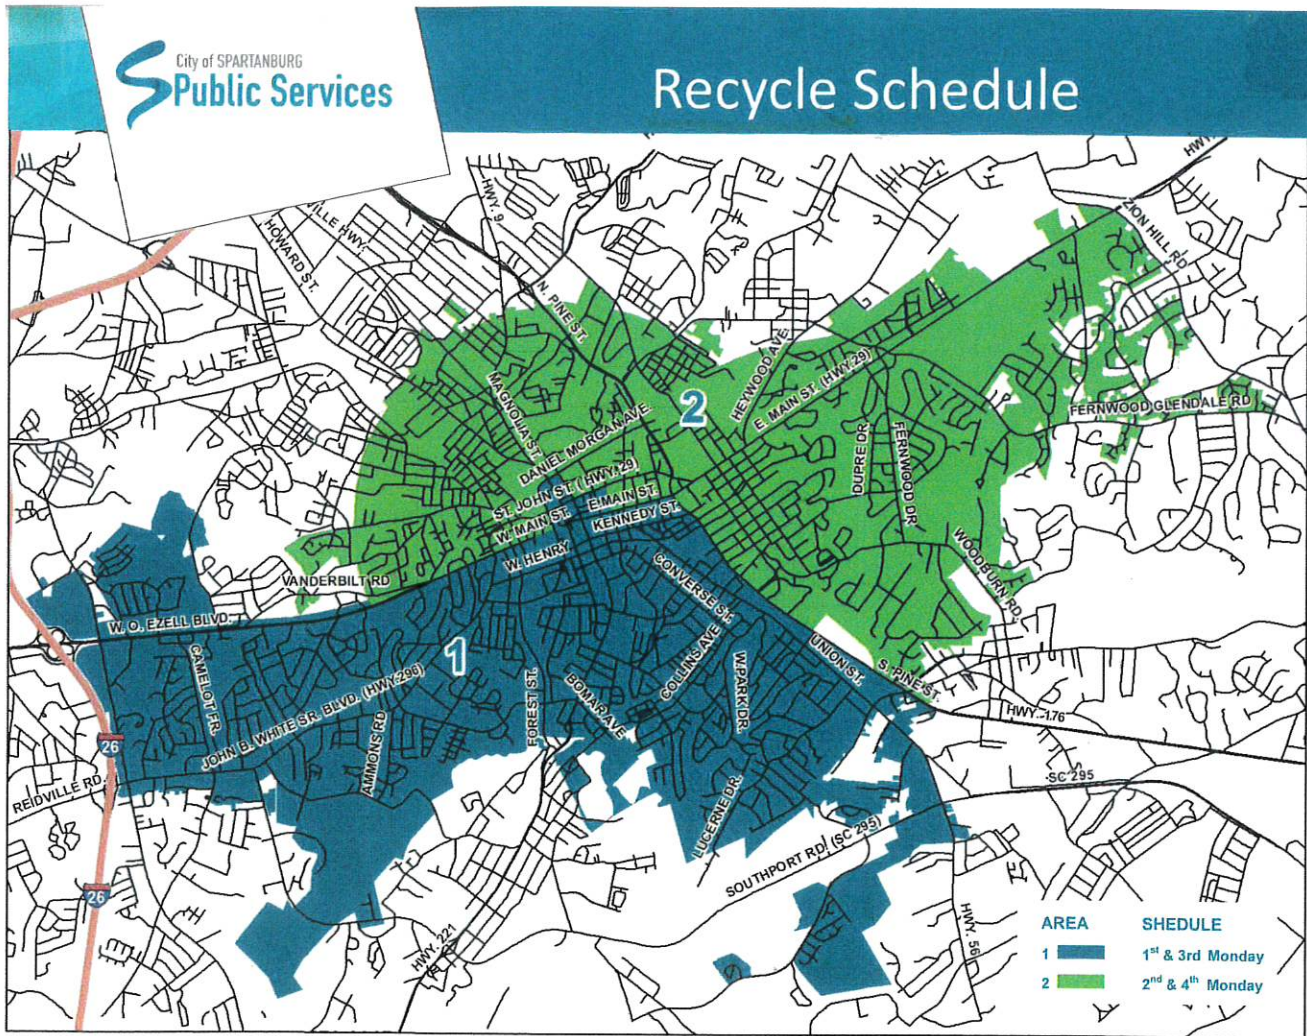 City of SPARTANBURG
Public Services
Recycle Schedule
HWY. 9
HWY.
ZION HILL RD
VILLE HWY.
HOWARD ST.
N. PINE ST.
HEYWOOD AVE.
E. MAIN ST. (HWY.29)
2
MAGNOLIA ST.
DANIEL MORGAN AVE.
FERNWOOD GLENDALE RD
DUPRE DR.
FERNWOOD DR
ST. JOHN ST. (HWY.29)
W. MAIN ST.
E.MAIN ST.
KENNEDY ST.
W. HENRY
WOODBURN RD.
VANDERBILT RD
CONVERSE ST.
W. O. EZELL BLVD.
1
CAMELOT FR.
JOHN B. WHITE SR. BLVD. (HWY.296)
AMMONS RD
FOREST ST.
BOMAR AVE
COLLINS AVE
W.PARK DR.
UNION ST.
S. PINE ST.
HWY. 176
26
REIDVILLE RD.
SC 295
LUCERNE DR.
SOUTHPORT RD. (SC 295)
26
HWY. 221
HWY. 56
AREA SHEDULE
1 1st & 3rd Monday
2 2nd & 4th Monday